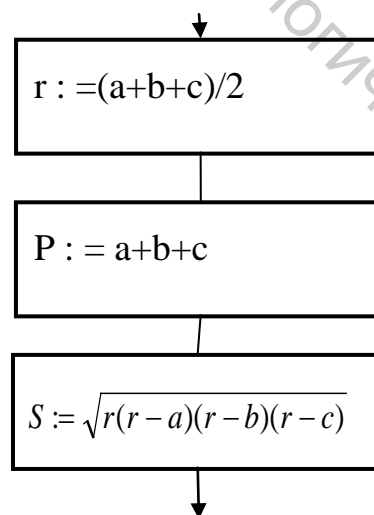 r : =(a+b+c)/2
P : = a+b+c
S := √r(r − a)(r − b)(r − c)